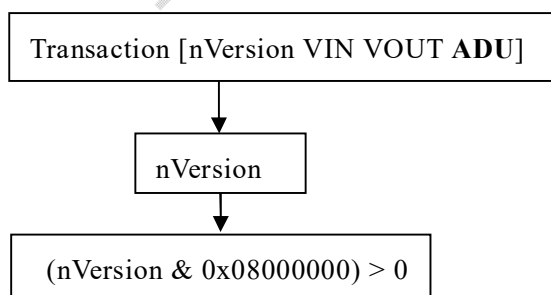 Transaction [nVersion VIN VOUT ADU]
nVersion
(nVersion & 0x08000000) > 0